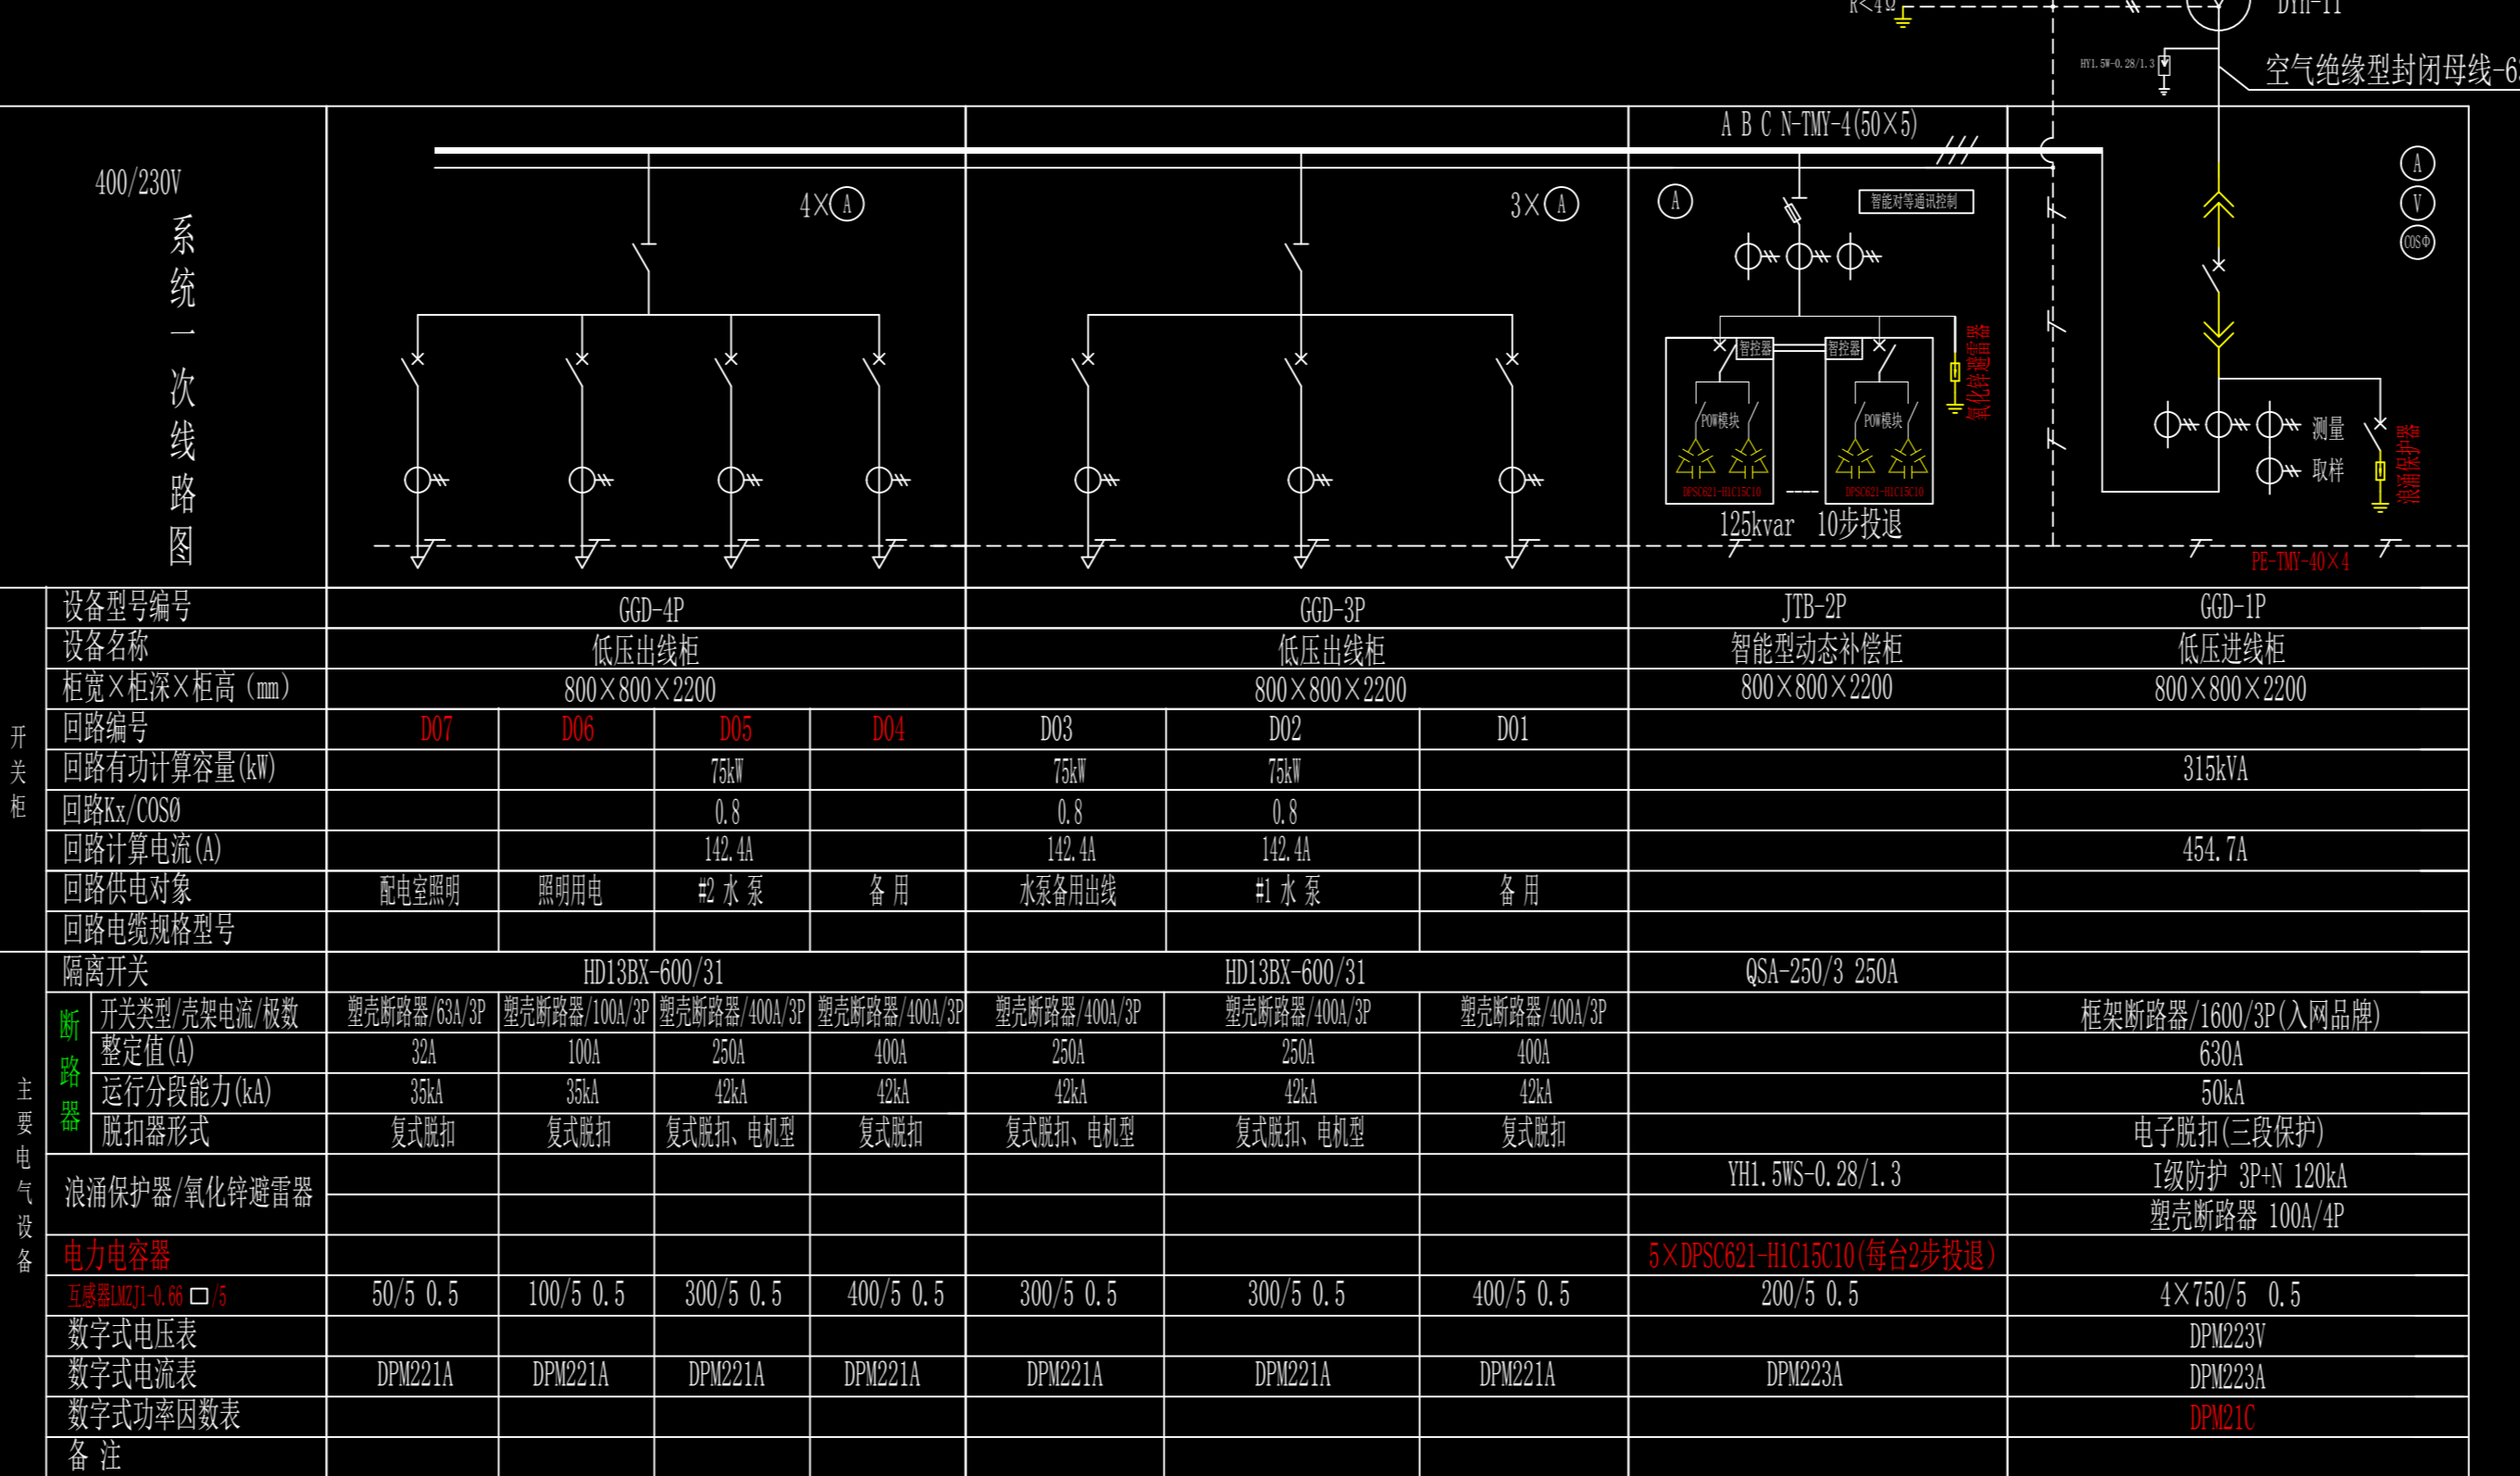 R<4Ω
DYn-11
HY1.5W-0.28/1.3
空气绝缘型封闭母线-6
A B C N-TMY-4(50×5)
400/230V
系统一次线路图
4×Ⓐ
3×Ⓐ
A
智能对等通讯控制
A
V
COSΦ
智控器
智控器
氧化锌避雷器
POW模块
POW模块
DPSC621-H1C15C10
DPSC621-H1C15C10
125kvar 10步投退
测量
取样
浪涌保护器
PE-TMY-40×4
开关柜
设备型号编号 GGD-4P GGD-3P JTB-2P GGD-1P
设备名称 低压出线柜 低压出线柜 智能型动态补偿柜 低压进线柜
柜宽×柜深×柜高(mm) 800×800×2200 800×800×2200 800×800×2200 800×800×2200
回路编号 D07 D06 D05 D04 D03 D02 D01
回路有功计算容量(kW) 75kW 75kW 75kW 315kVA
回路Kx/COSØ 0.8 0.8 0.8
回路计算电流(A) 142.4A 142.4A 142.4A 454.7A
回路供电对象 配电室照明 照明用电 #2 水 泵 备 用 水泵备用出线 #1 水 泵 备 用
回路电缆规格型号
主要电气设备
隔离开关 HD13BX-600/31 HD13BX-600/31 QSA-250/3 250A
断路器
开关类型/壳架电流/极数 塑壳断路器/63A/3P 塑壳断路器/100A/3P 塑壳断路器/400A/3P 塑壳断路器/400A/3P 塑壳断路器/400A/3P 塑壳断路器/400A/3P 塑壳断路器/400A/3P 框架断路器/1600/3P(入网品牌)
整定值(A) 32A 100A 250A 400A 250A 250A 400A 630A
运行分段能力(kA) 35kA 35kA 42kA 42kA 42kA 42kA 42kA 50kA
脱扣器形式 复式脱扣 复式脱扣 复式脱扣、电机型 复式脱扣 复式脱扣、电机型 复式脱扣、电机型 复式脱扣 电子脱扣(三段保护)
浪涌保护器/氧化锌避雷器 YH1.5WS-0.28/1.3 I级防护 3P+N 120kA
塑壳断路器 100A/4P
电力电容器 5×DPSC621-H1C15C10(每台2步投退)
互感器LMZJ1-0.66 □/5 50/5 0.5 100/5 0.5 300/5 0.5 400/5 0.5 300/5 0.5 300/5 0.5 400/5 0.5 200/5 0.5 4×750/5 0.5
数字式电压表 DPM223V
数字式电流表 DPM221A DPM221A DPM221A DPM221A DPM221A DPM221A DPM221A DPM223A DPM223A
数字式功率因数表 DPM21C
备 注